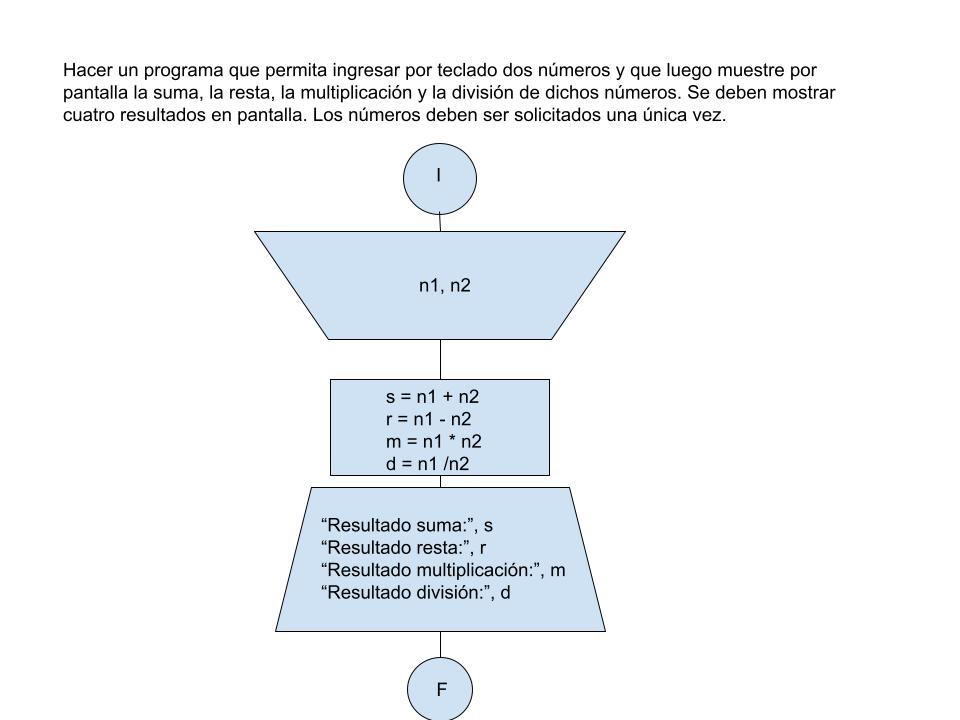 Hacer un programa que permita ingresar por teclado dos números y que luego muestre por
pantalla la suma, la resta, la multiplicación y la división de dichos números. Se deben mostrar
cuatro resultados en pantalla. Los números deben ser solicitados una única vez.
I
n1, n2
s = n1 + n2
r = n1 - n2
m = n1 * n2
d = n1 /n2
“Resultado suma:”, s
“Resultado resta:”, r
“Resultado multiplicación:”, m
“Resultado división:”, d
F